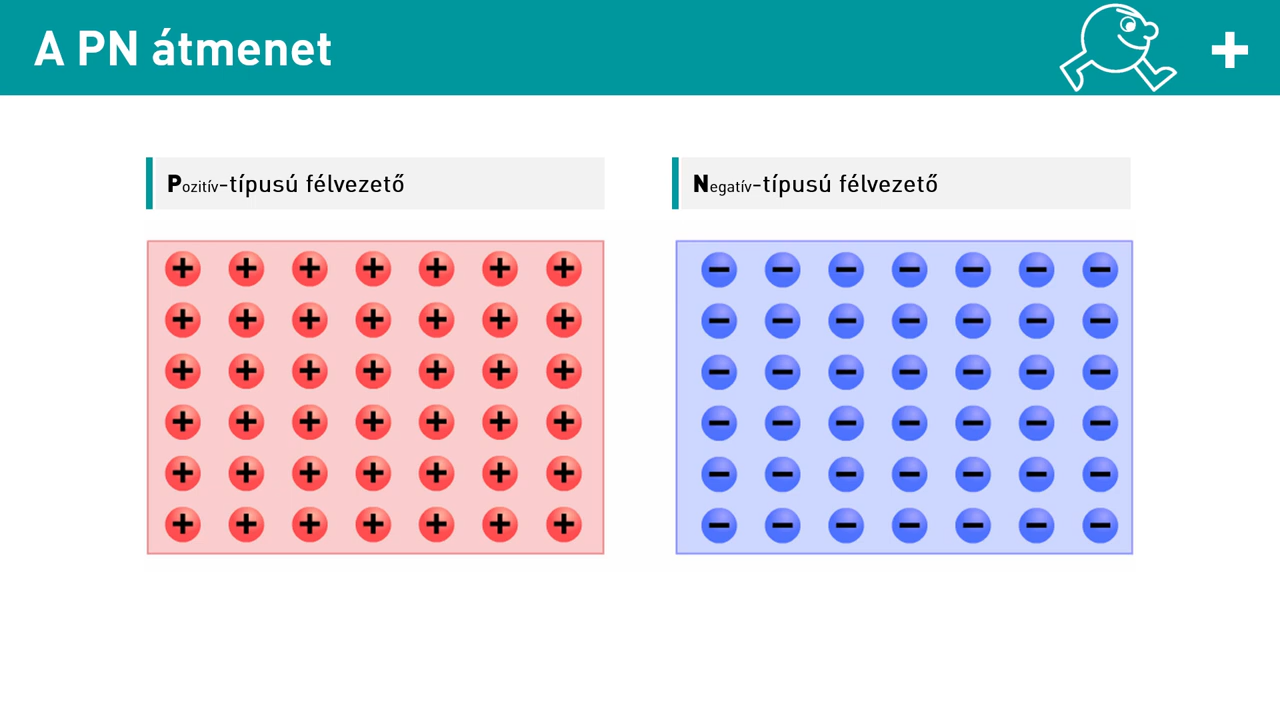 A PN átmenet
Pozitív-típusú félvezető
Negatív-típusú félvezető
+ + + + + + +
+ + + + + + +
+ + + + + + +
+ + + + + + +
+ + + + + + +
+ + + + + + +
− − − − − − −
− − − − − − −
− − − − − − −
− − − − − − −
− − − − − − −
− − − − − − −